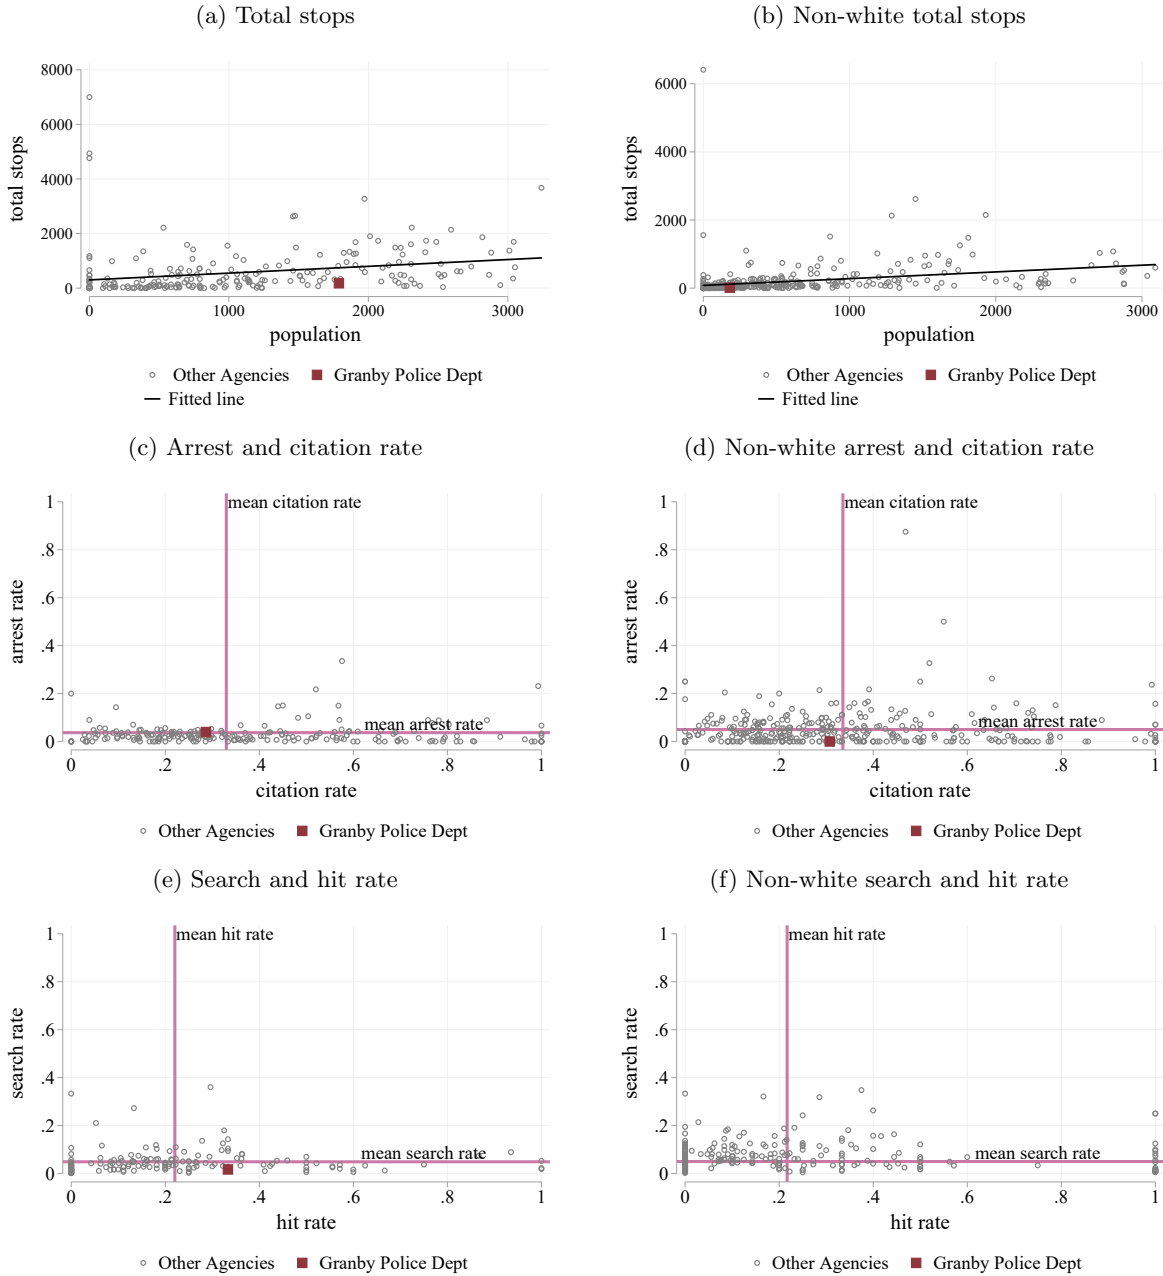 (a) Total stops
(b) Non-white total stops
8000
6000
4000
2000
0
total stops
0
1000
2000
3000
population
Other Agencies
Granby Police Dept
Fitted line
6000
4000
2000
0
total stops
0
1000
2000
3000
population
Other Agencies
Granby Police Dept
Fitted line
(c) Arrest and citation rate
(d) Non-white arrest and citation rate
1
.8
.6
.4
.2
0
arrest rate
mean citation rate
mean arrest rate
0
.2
.4
.6
.8
1
citation rate
Other Agencies
Granby Police Dept
1
.8
.6
.4
.2
0
arrest rate
mean citation rate
mean arrest rate
0
.2
.4
.6
.8
1
citation rate
Other Agencies
Granby Police Dept
(e) Search and hit rate
(f) Non-white search and hit rate
1
.8
.6
.4
.2
0
search rate
mean hit rate
mean search rate
0
.2
.4
.6
.8
1
hit rate
Other Agencies
Granby Police Dept
1
.8
.6
.4
.2
0
search rate
mean hit rate
mean search rate
0
.2
.4
.6
.8
1
hit rate
Other Agencies
Granby Police Dept